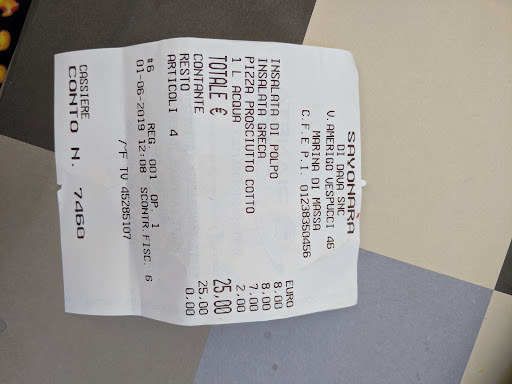 SAYONARA
DI DAVA SNC
V.AMERIGO VESPUCCI 46
MARINA DI MASSA
C.F.E P.I. 01238350456
EURO
INSALATA DI POLPO 8,00
INSALATA GRECA 8,00
PIZZA PROSCIUTTO COTTO 7,00
1 L ACQUA 2,00
TOTALE € 25,00
CONTANTE 25,00
RESTO 0,00
ARTICOLI 4
#6 REG. 001 OP. 1
01-06-2019 12:08 SCONTR.FISC. 6
TU 45285107
CASSIERE
CONTO N. 7460